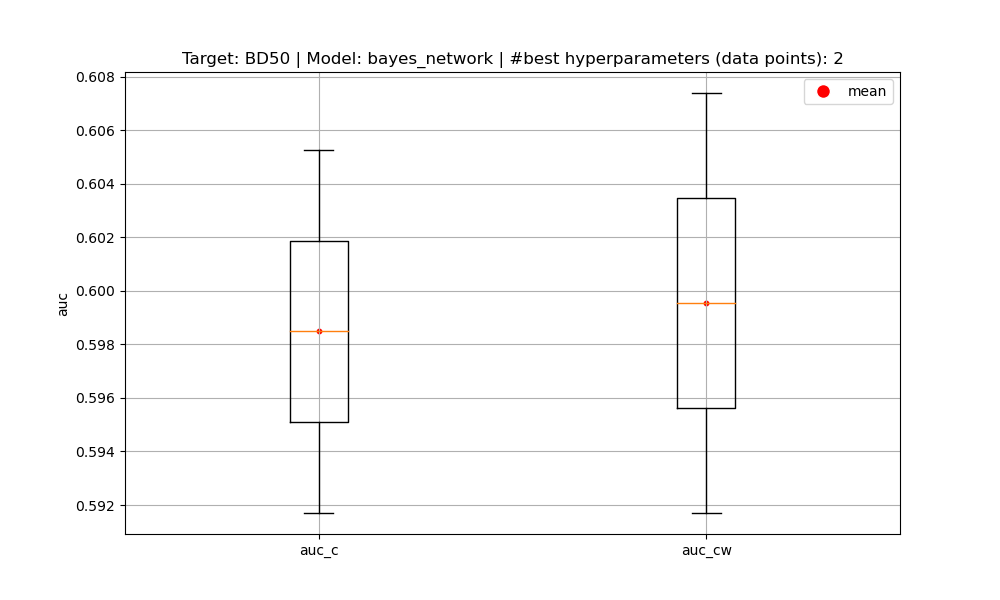 Target: BD50 | Model: bayes_network | #best hyperparameters (data points): 2
mean
0.608
0.606
0.604
0.602
0.600
0.598
0.596
0.594
0.592
auc
auc_c
auc_cw